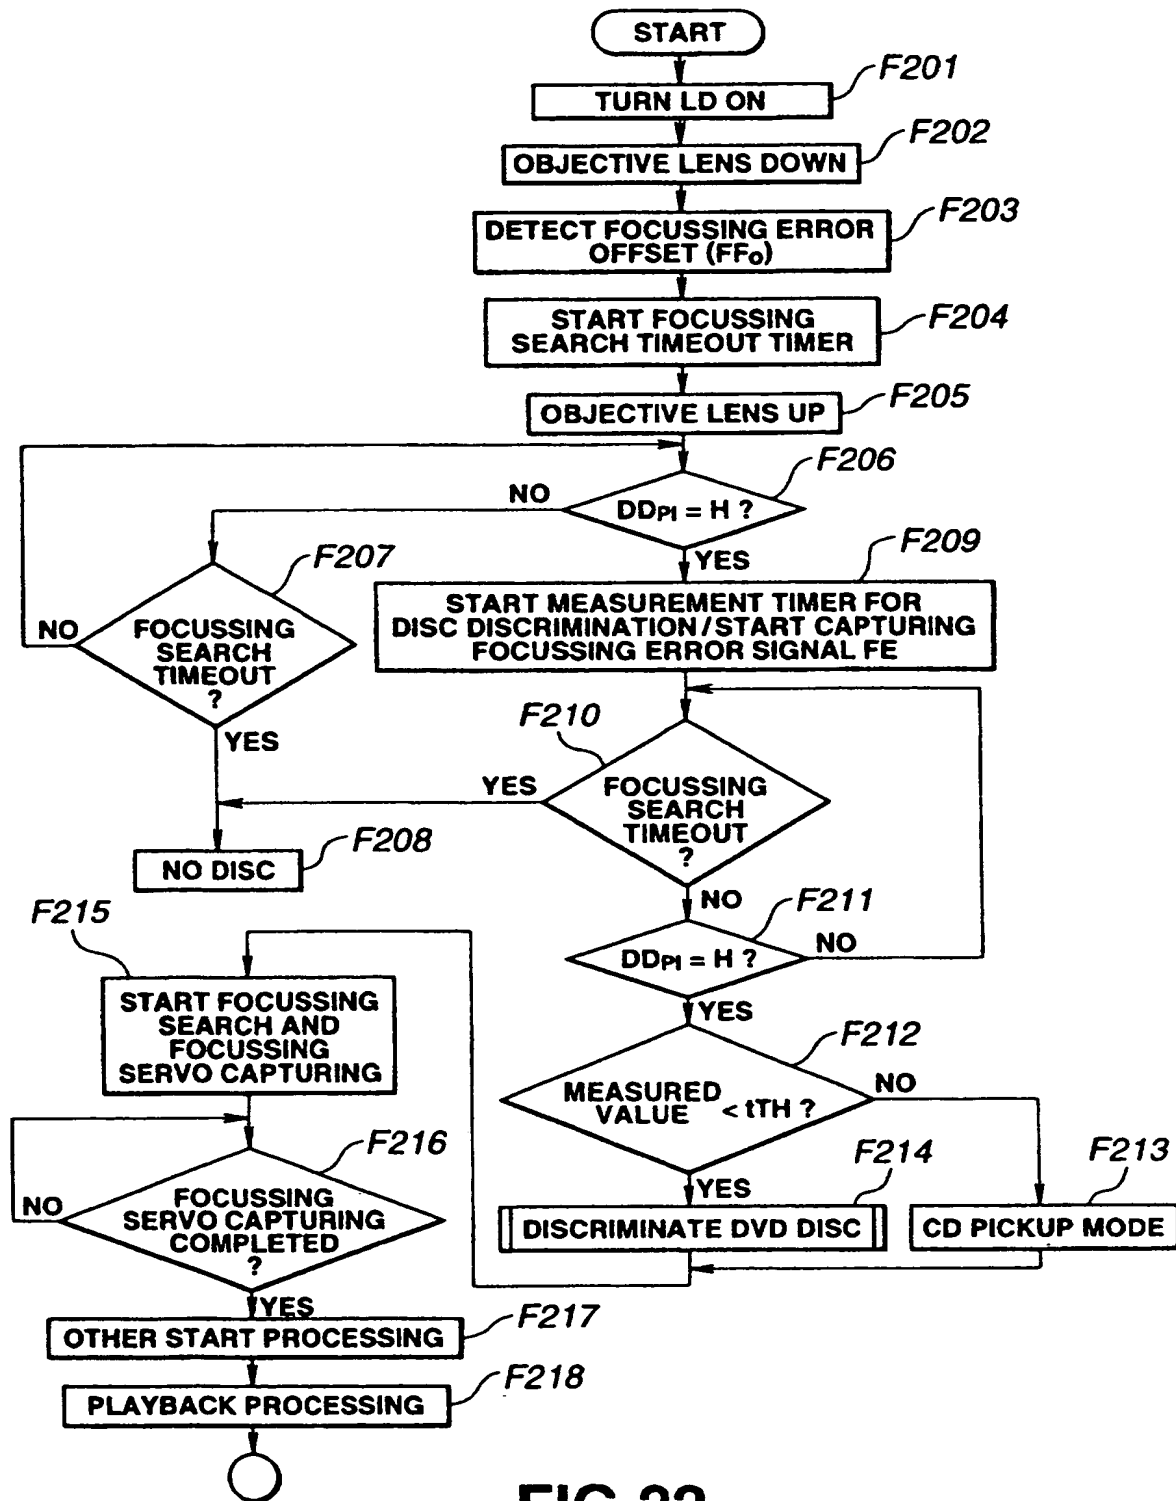 START
F201
TURN LD ON
F202
OBJECTIVE LENS DOWN
F203
DETECT FOCUSSING ERROR
OFFSET (FFo)
F204
START FOCUSSING
SEARCH TIMEOUT TIMER
F205
OBJECTIVE LENS UP
F206
NO
DDPI = H ?
YES
F207
F209
START MEASUREMENT TIMER FOR
DISC DISCRIMINATION/START CAPTURING
FOCUSSING ERROR SIGNAL FE
NO
FOCUSSING
SEARCH
TIMEOUT
?
YES
F210
YES
FOCUSSING
SEARCH
TIMEOUT
?
NO
F208
NO DISC
F211
DDPI = H ?
NO
YES
F215
START FOCUSSING
SEARCH AND
FOCUSSING
SERVO CAPTURING
F212
MEASURED
VALUE < tTH ?
NO
YES
F216
NO
FOCUSSING
SERVO CAPTURING
COMPLETED
?
YES
F214
DISCRIMINATE DVD DISC
F213
CD PICKUP MODE
F217
OTHER START PROCESSING
F218
PLAYBACK PROCESSING